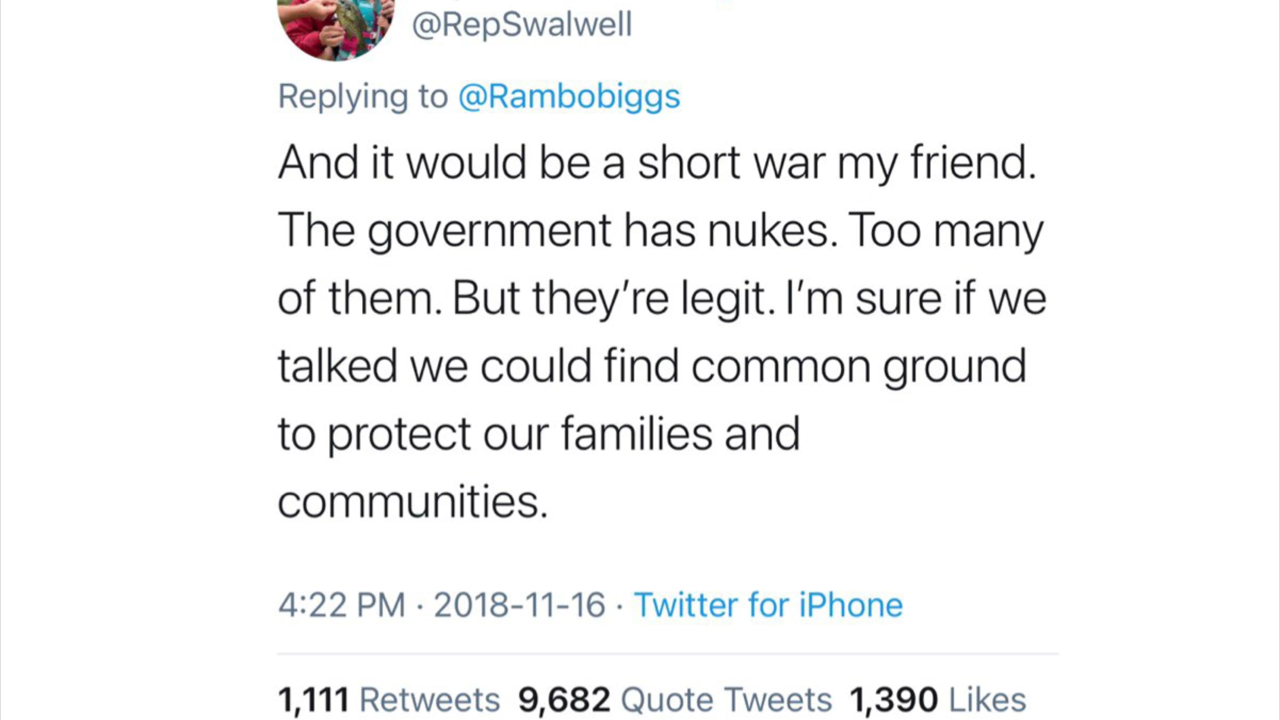 @RepSwalwell
Replying to @Rambobiggs
And it would be a short war my friend.
The government has nukes. Too many
of them. But they’re legit. I’m sure if we
talked we could find common ground
to protect our families and
communities.
4:22 PM · 2018-11-16 · Twitter for iPhone
1,111 Retweets 9,682 Quote Tweets 1,390 Likes